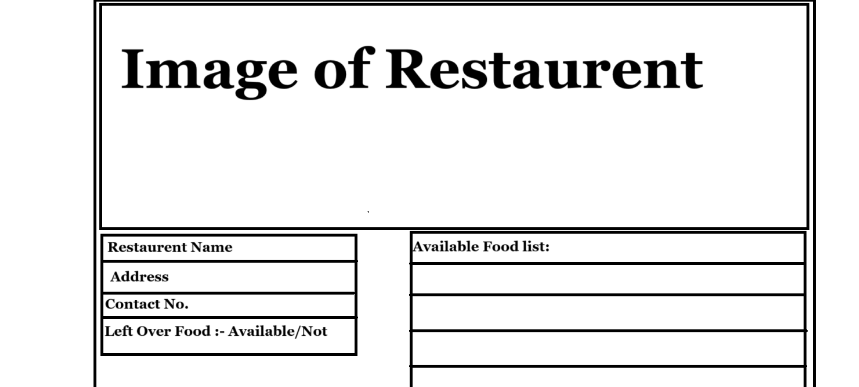 Image of Restaurent
Restaurent Name
Address
Contact No.
Left Over Food :- Available/Not
Available Food list: